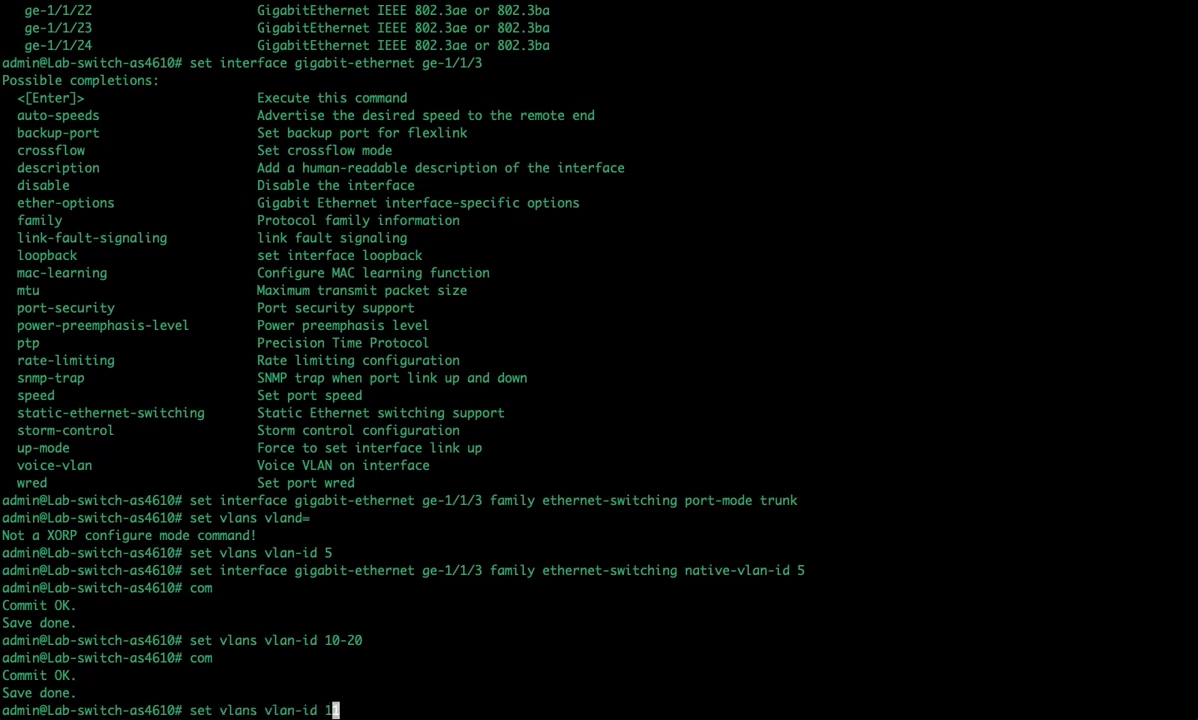 ge-1/1/22 GigabitEthernet IEEE 802.3ae or 802.3ba
ge-1/1/23 GigabitEthernet IEEE 802.3ae or 802.3ba
ge-1/1/24 GigabitEthernet IEEE 802.3ae or 802.3ba
admin@Lab-switch-as4610# set interface gigabit-ethernet ge-1/1/3
Possible completions:
<[Enter]> Execute this command
auto-speeds Advertise the desired speed to the remote end
backup-port Set backup port for flexlink
crossflow Set crossflow mode
description Add a human-readable description of the interface
disable Disable the interface
ether-options Gigabit Ethernet interface-specific options
family Protocol family information
link-fault-signaling link fault signaling
loopback set interface loopback
mac-learning Configure MAC learning function
mtu Maximum transmit packet size
port-security Port security support
power-preemphasis-level Power preemphasis level
ptp Precision Time Protocol
rate-limiting Rate limiting configuration
snmp-trap SNMP trap when port link up and down
speed Set port speed
static-ethernet-switching Static Ethernet switching support
storm-control Storm control configuration
up-mode Force to set interface link up
voice-vlan Voice VLAN on interface
wred Set port wred
admin@Lab-switch-as4610# set interface gigabit-ethernet ge-1/1/3 family ethernet-switching port-mode trunk
admin@Lab-switch-as4610# set vlans vland=
Not a XORP configure mode command!
admin@Lab-switch-as4610# set vlans vlan-id 5
admin@Lab-switch-as4610# set interface gigabit-ethernet ge-1/1/3 family ethernet-switching native-vlan-id 5
admin@Lab-switch-as4610# com
Commit OK.
Save done.
admin@Lab-switch-as4610# set vlans vlan-id 10-20
admin@Lab-switch-as4610# com
Commit OK.
Save done.
admin@Lab-switch-as4610# set vlans vlan-id 1